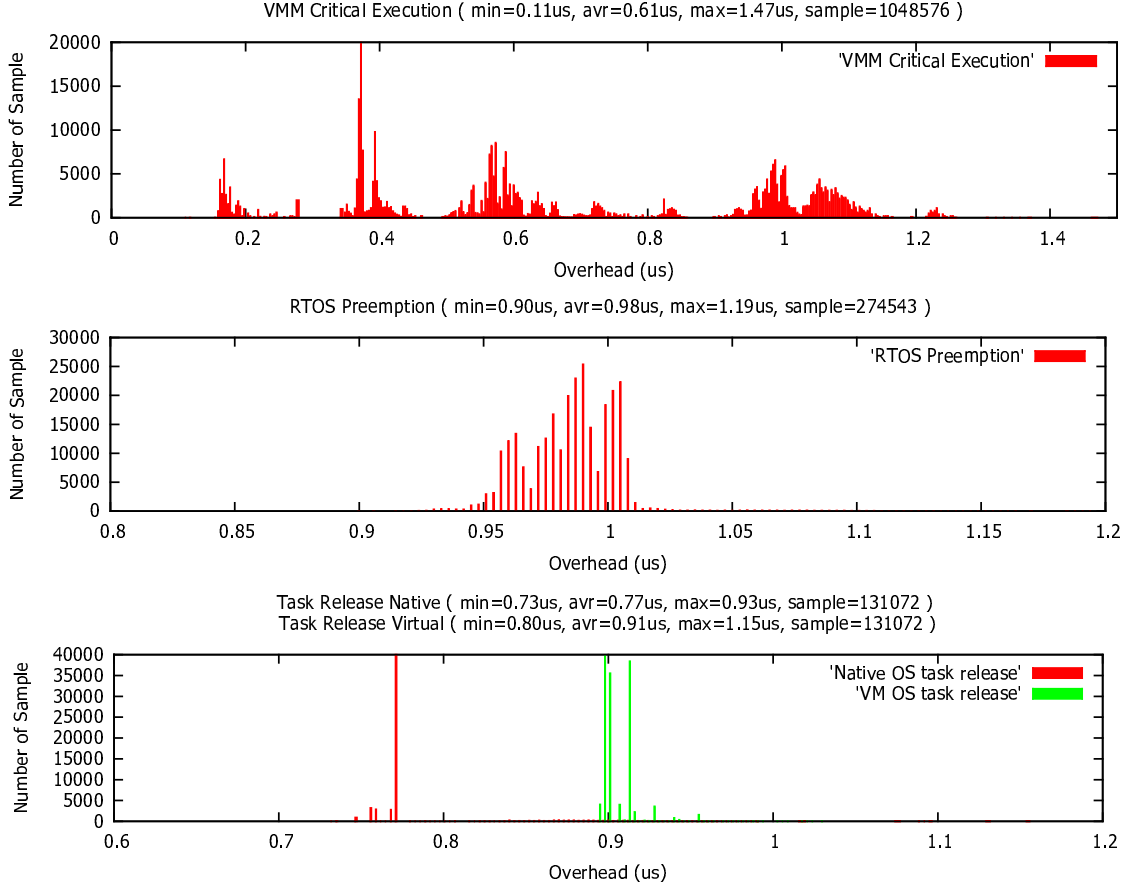 VMM Critical Execution ( min=0.11us, avr=0.61us, max=1.47us, sample=1048576 )
20000
15000
10000
5000
0
Number of Sample
'VMM Critical Execution'
0 0.2 0.4 0.6 0.8 1 1.2 1.4
Overhead (us)
RTOS Preemption ( min=0.90us, avr=0.98us, max=1.19us, sample=274543 )
30000
25000
20000
15000
10000
5000
0
Number of Sample
'RTOS Preemption'
0.8 0.85 0.9 0.95 1 1.05 1.1 1.15 1.2
Overhead (us)
Task Release Native ( min=0.73us, avr=0.77us, max=0.93us, sample=131072 )
Task Release Virtual ( min=0.80us, avr=0.91us, max=1.15us, sample=131072 )
40000
35000
30000
25000
20000
15000
10000
5000
0
Number of Sample
'Native OS task release'
'VM OS task release'
0.6 0.7 0.8 0.9 1 1.1 1.2
Overhead (us)